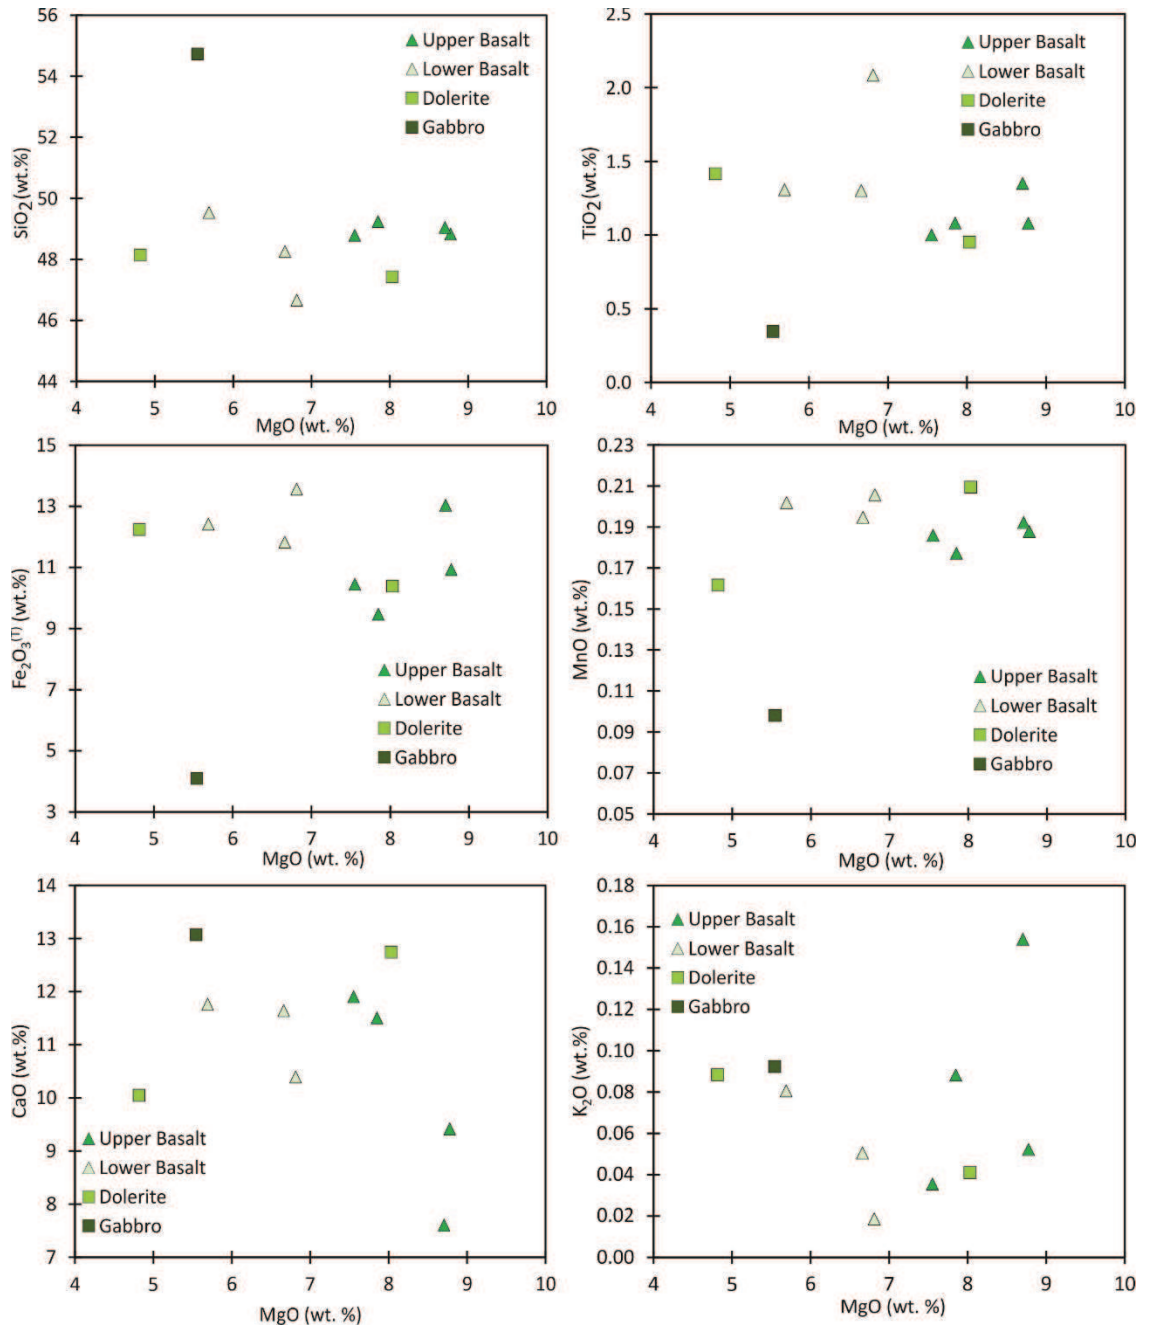 SiO2 (wt.%)
56
54
52
50
48
46
44
4 5 6 7 8 9 10
MgO (wt. %)
Upper Basalt
Lower Basalt
Dolerite
Gabbro
TiO2 (wt.%)
2.5
2.0
1.5
1.0
0.5
0.0
4 5 6 7 8 9 10
MgO (wt. %)
Upper Basalt
Lower Basalt
Dolerite
Gabbro
Fe2O3(T) (wt.%)
15
13
11
9
7
5
3
4 5 6 7 8 9 10
MgO (wt. %)
Upper Basalt
Lower Basalt
Dolerite
Gabbro
MnO (wt.%)
0.23
0.21
0.19
0.17
0.15
0.13
0.11
0.09
0.07
0.05
4 5 6 7 8 9 10
MgO (wt. %)
Upper Basalt
Lower Basalt
Dolerite
Gabbro
CaO (wt.%)
14
13
12
11
10
9
8
7
4 5 6 7 8 9 10
MgO (wt. %)
Upper Basalt
Lower Basalt
Dolerite
Gabbro
K2O (wt.%)
0.18
0.16
0.14
0.12
0.10
0.08
0.06
0.04
0.02
0.00
4 5 6 7 8 9 10
MgO (wt. %)
Upper Basalt
Lower Basalt
Dolerite
Gabbro